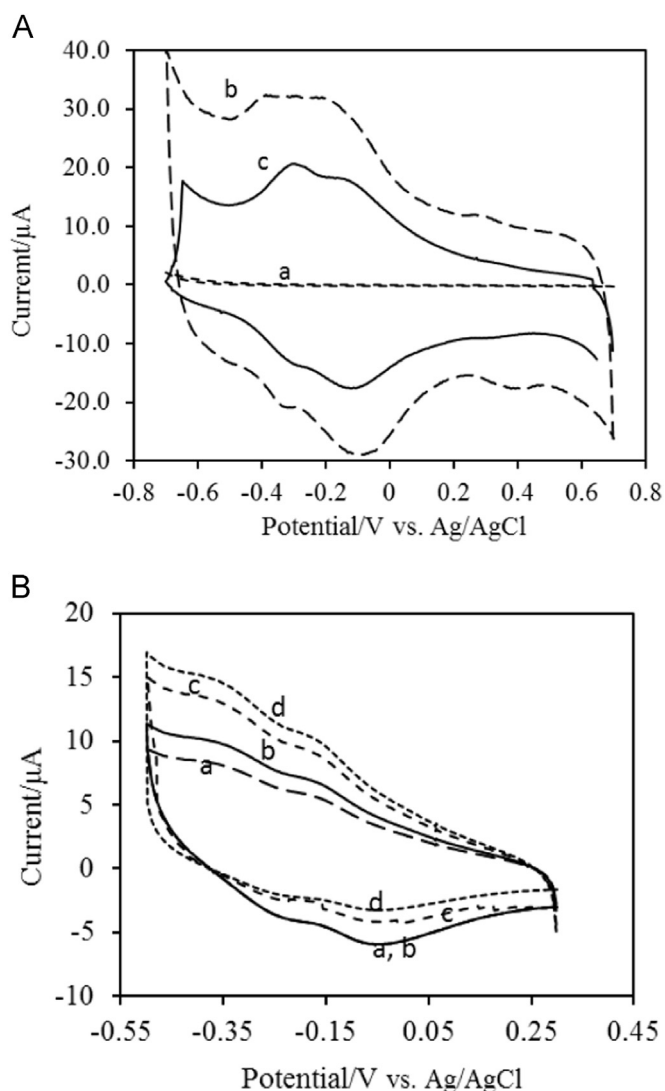 A
40.0
30.0
20.0
10.0
0.0
-10.0
-20.0
-30.0
b
c
a
-0.8 -0.6 -0.4 -0.2 0 0.2 0.4 0.6 0.8
Curremt/µA
Potential/V vs. Ag/AgCl
B
20
15
10
5
0
-5
-10
c d
b
a
d
c
a, b
-0.55 -0.35 -0.15 0.05 0.25 0.45
Current/µA
Potential/V vs. Ag/AgCl